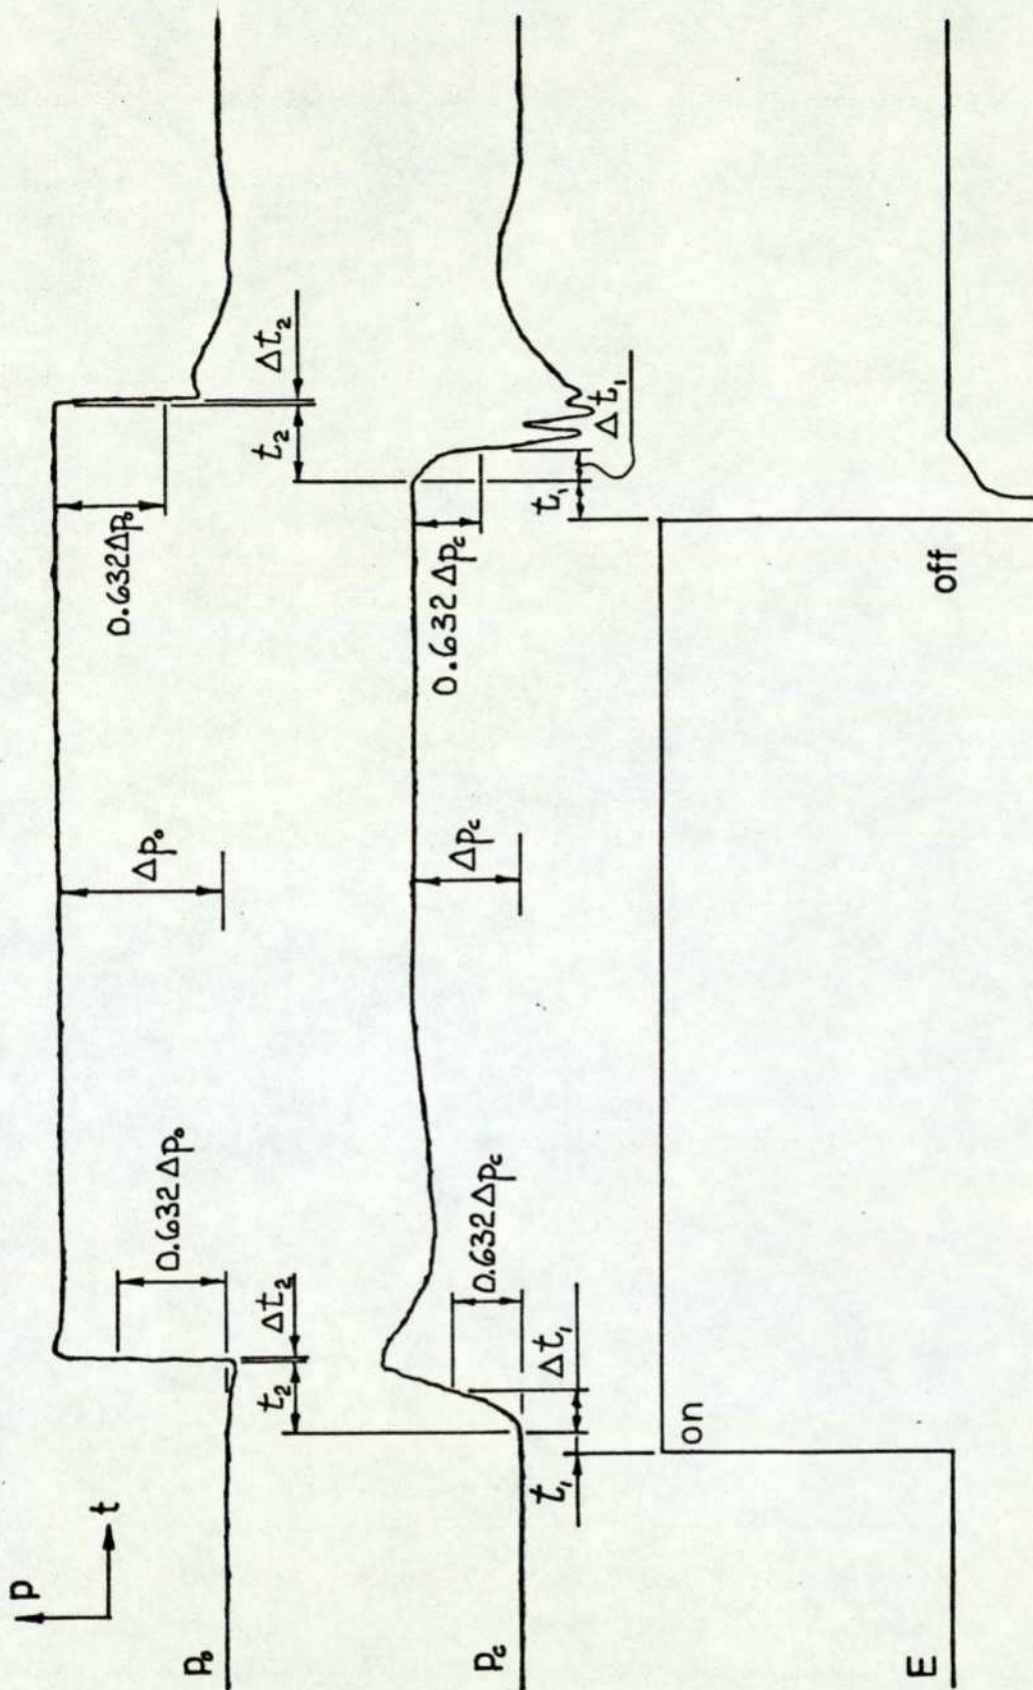 p
t
p₀
0.632Δp₀
Δp₀
0.632Δp₀
t₂
Δt₂
t₂
Δt₂
p꜀
0.632Δp꜀
Δp꜀
0.632Δp꜀
t₁
Δt₁
t₁
Δt₁
E
on
off